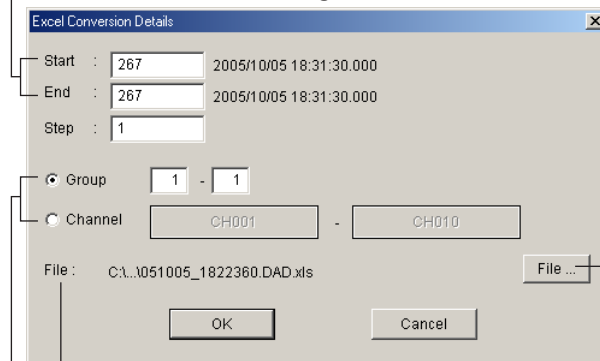 Excel Conversion Details
Start : 267 2005/10/05 18:31:30.000
End : 267 2005/10/05 18:31:30.000
Step : 1
Group 1 - 1
Channel CH001 - CH010
File : C:\...\051005_1822360.DAD.xls File ...
OK Cancel